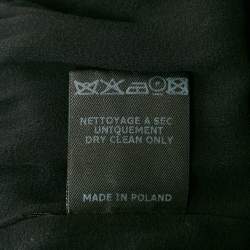 NETTOYAGE A SEC
UNIQUEMENT
DRY CLEAN ONLY
MADE IN POLAND